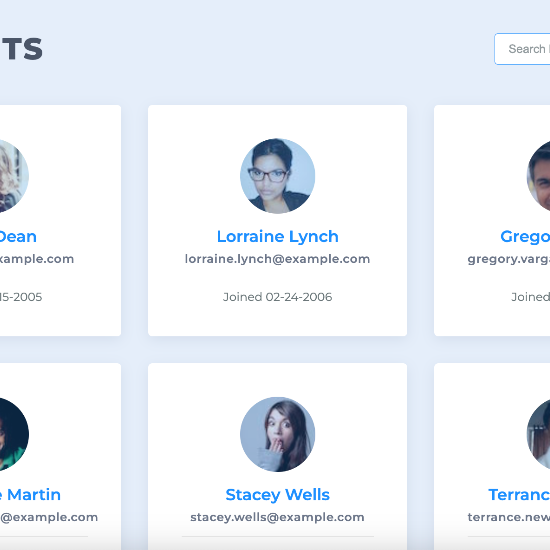 TS
Search
Dean
Lorraine Lynch
Grego
xample.com
lorraine.lynch@example.com
gregory.varg
15-2005
Joined 02-24-2006
Joined
Martin
Stacey Wells
Terranc
@example.com
stacey.wells@example.com
terrance.new